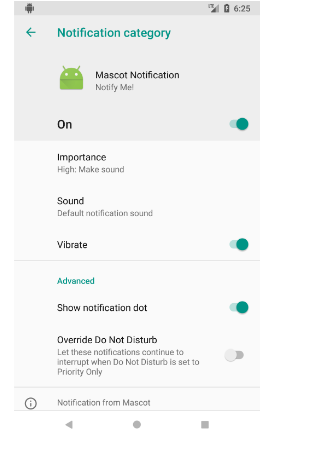 6:25
Notification category
Mascot Notification
Notify Me!
On
Importance
High: Make sound
Sound
Default notification sound
Vibrate
Advanced
Show notification dot
Override Do Not Disturb
Let these notifications continue to
interrupt when Do Not Disturb is set to
Priority Only
Notification from Mascot